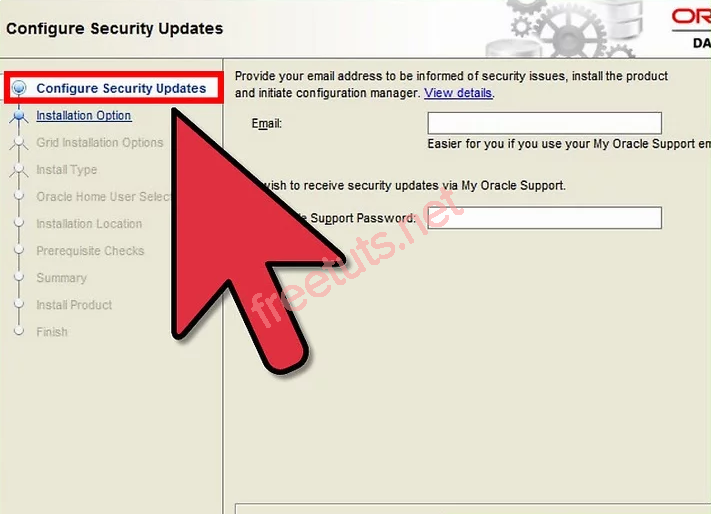 Configure Security Updates
OR
DA
Configure Security Updates
Installation Option
Grid Installation Options
Install Type
Oracle Home User Select
Installation Location
Prerequisite Checks
Summary
Install Product
Finish
Provide your email address to be informed of security issues, install the product
and initiate configuration manager. View details.
Email:
Easier for you if you use your My Oracle Support em
wish to receive security updates via My Oracle Support.
Support Password:
freetuts.net